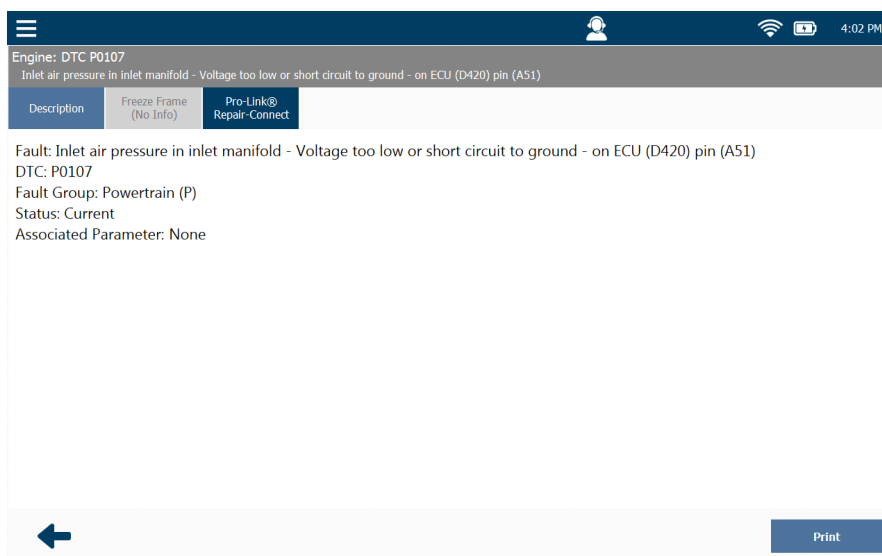 4:02 PM
Engine: DTC P0107
Inlet air pressure in inlet manifold - Voltage too low or short circuit to ground - on ECU (D420) pin (A51)
Description
Freeze Frame
(No Info)
Pro-Link®
Repair-Connect
Fault: Inlet air pressure in inlet manifold - Voltage too low or short circuit to ground - on ECU (D420) pin (A51)
DTC: P0107
Fault Group: Powertrain (P)
Status: Current
Associated Parameter: None
Print